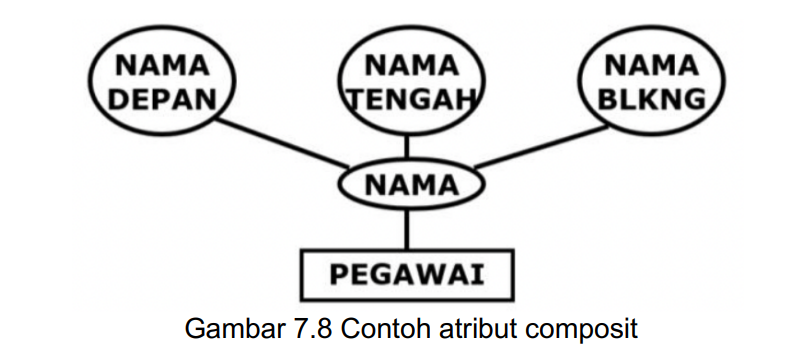 NAMA
DEPAN
NAMA
TENGAH
NAMA
BLKNG
NAMA
PEGAWAI
Gambar 7.8 Contoh atribut composit